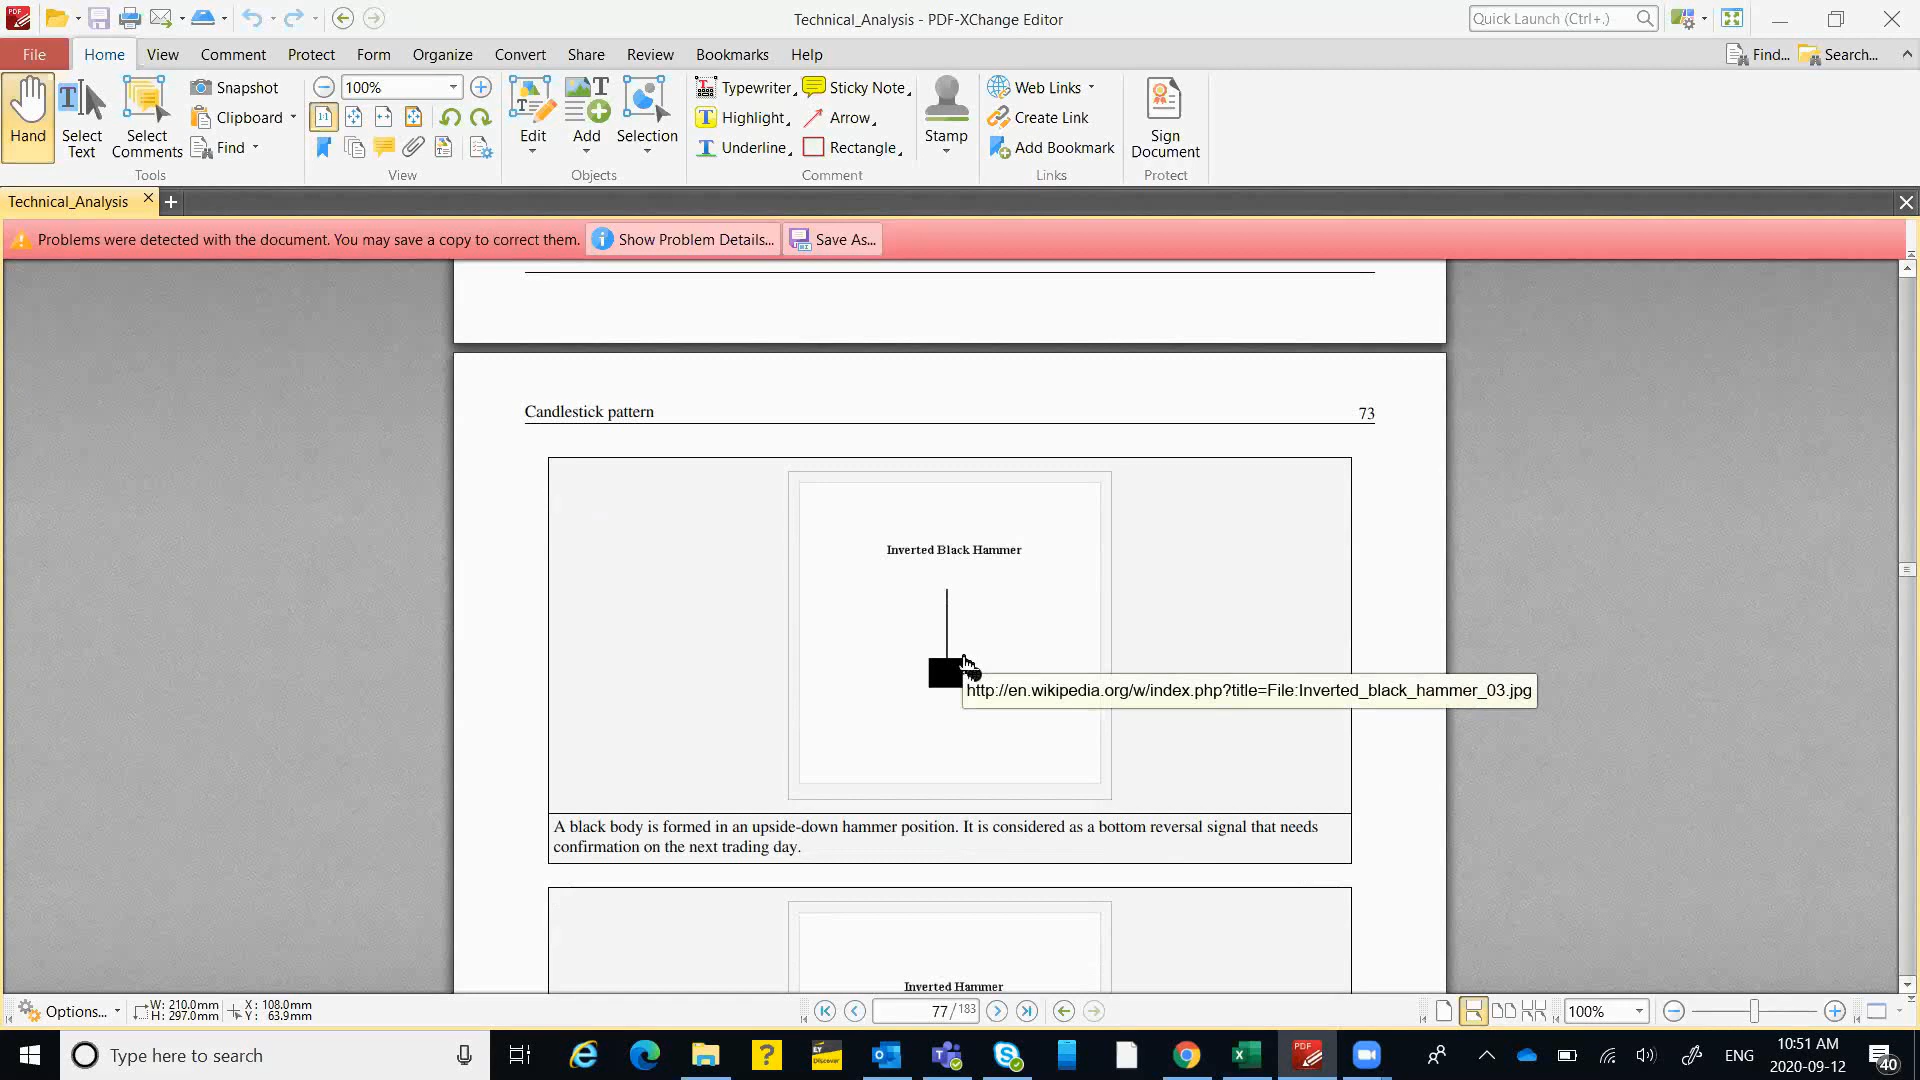 Technical_Analysis - PDF-XChange Editor
Quick Launch (Ctrl+.)
File Home View Comment Protect Form Organize Convert Share Review Bookmarks Help
Find... Search...
Hand
Select Text
Select Comments
Snapshot
Clipboard
Find
Tools
100%
View
Edit
Add
Selection
Objects
Typewriter
Highlight
Underline
Sticky Note
Arrow
Rectangle
Stamp
Comment
Web Links
Create Link
Add Bookmark
Links
Sign Document
Protect
Technical_Analysis
Problems were detected with the document. You may save a copy to correct them. Show Problem Details... Save As...
Candlestick pattern 73
Inverted Black Hammer
http://en.wikipedia.org/w/index.php?title=File:Inverted_black_hammer_03.jpg
A black body is formed in an upside-down hammer position. It is considered as a bottom reversal signal that needs
confirmation on the next trading day.
Inverted Hammer
Options... W: 210.0mm X: 108.0mm
H: 297.0mm Y: 63.9mm
77 / 183
100%
Type here to search
EY Discover
ENG
10:51 AM
2020-09-12
40